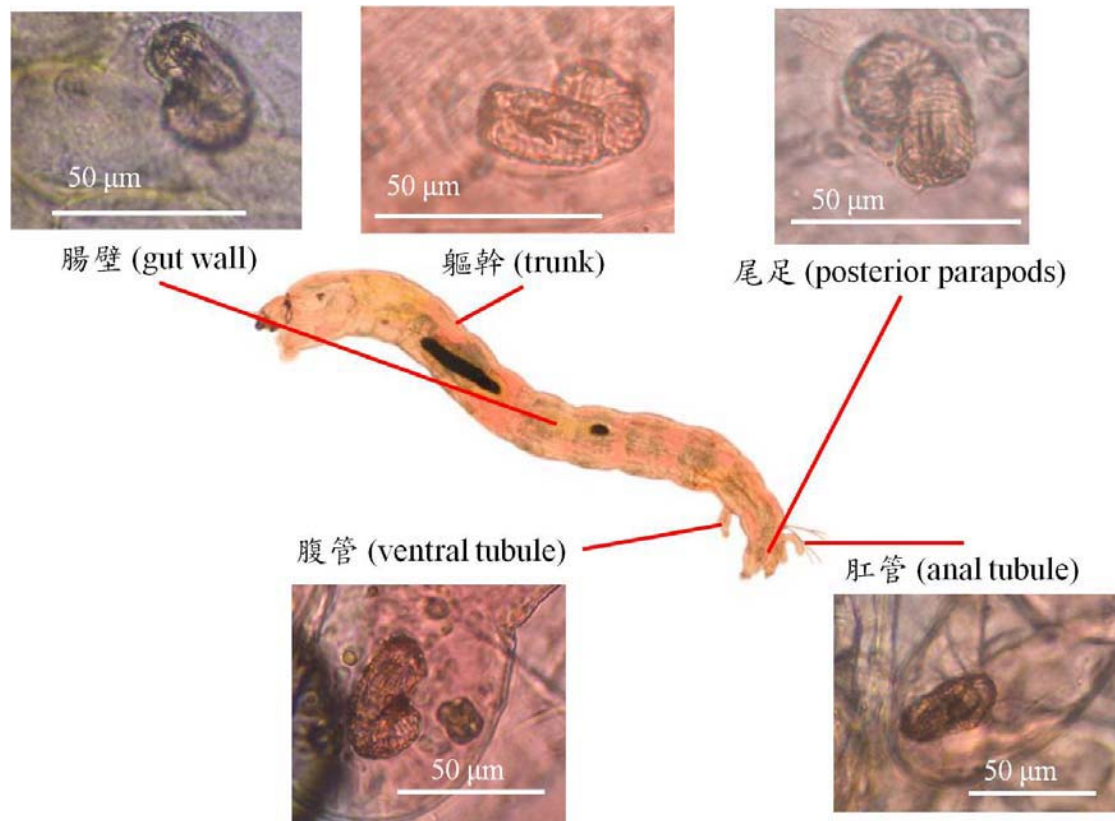 50 μm
50 μm
50 μm
腸壁 (gut wall)
軀幹 (trunk)
尾足 (posterior parapods)
腹管 (ventral tubule)
肛管 (anal tubule)
50 μm
50 μm